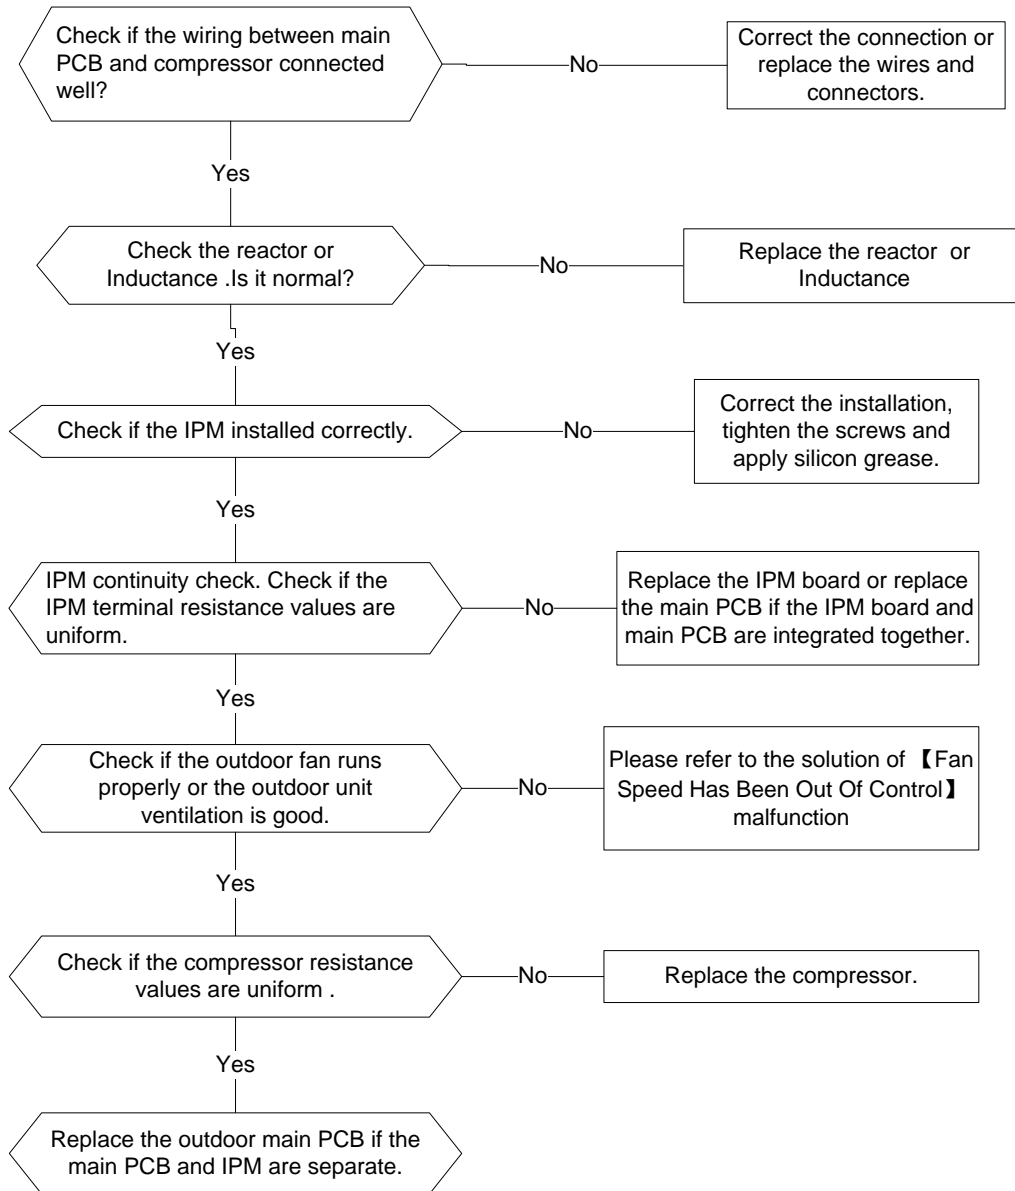 Check if the wiring between main
PCB and compressor connected
well?
No
Correct the connection or
replace the wires and
connectors.
Yes
Check the reactor or
Inductance .Is it normal?
No
Replace the reactor or
Inductance
Yes
Check if the IPM installed correctly.
No
Correct the installation,
tighten the screws and
apply silicon grease.
Yes
IPM continuity check. Check if the
IPM terminal resistance values are
uniform.
No
Replace the IPM board or replace
the main PCB if the IPM board and
main PCB are integrated together.
Yes
Check if the outdoor fan runs
properly or the outdoor unit
ventilation is good.
No
Please refer to the solution of 【Fan
Speed Has Been Out Of Control】
malfunction
Yes
Check if the compressor resistance
values are uniform .
No
Replace the compressor.
Yes
Replace the outdoor main PCB if the
main PCB and IPM are separate.